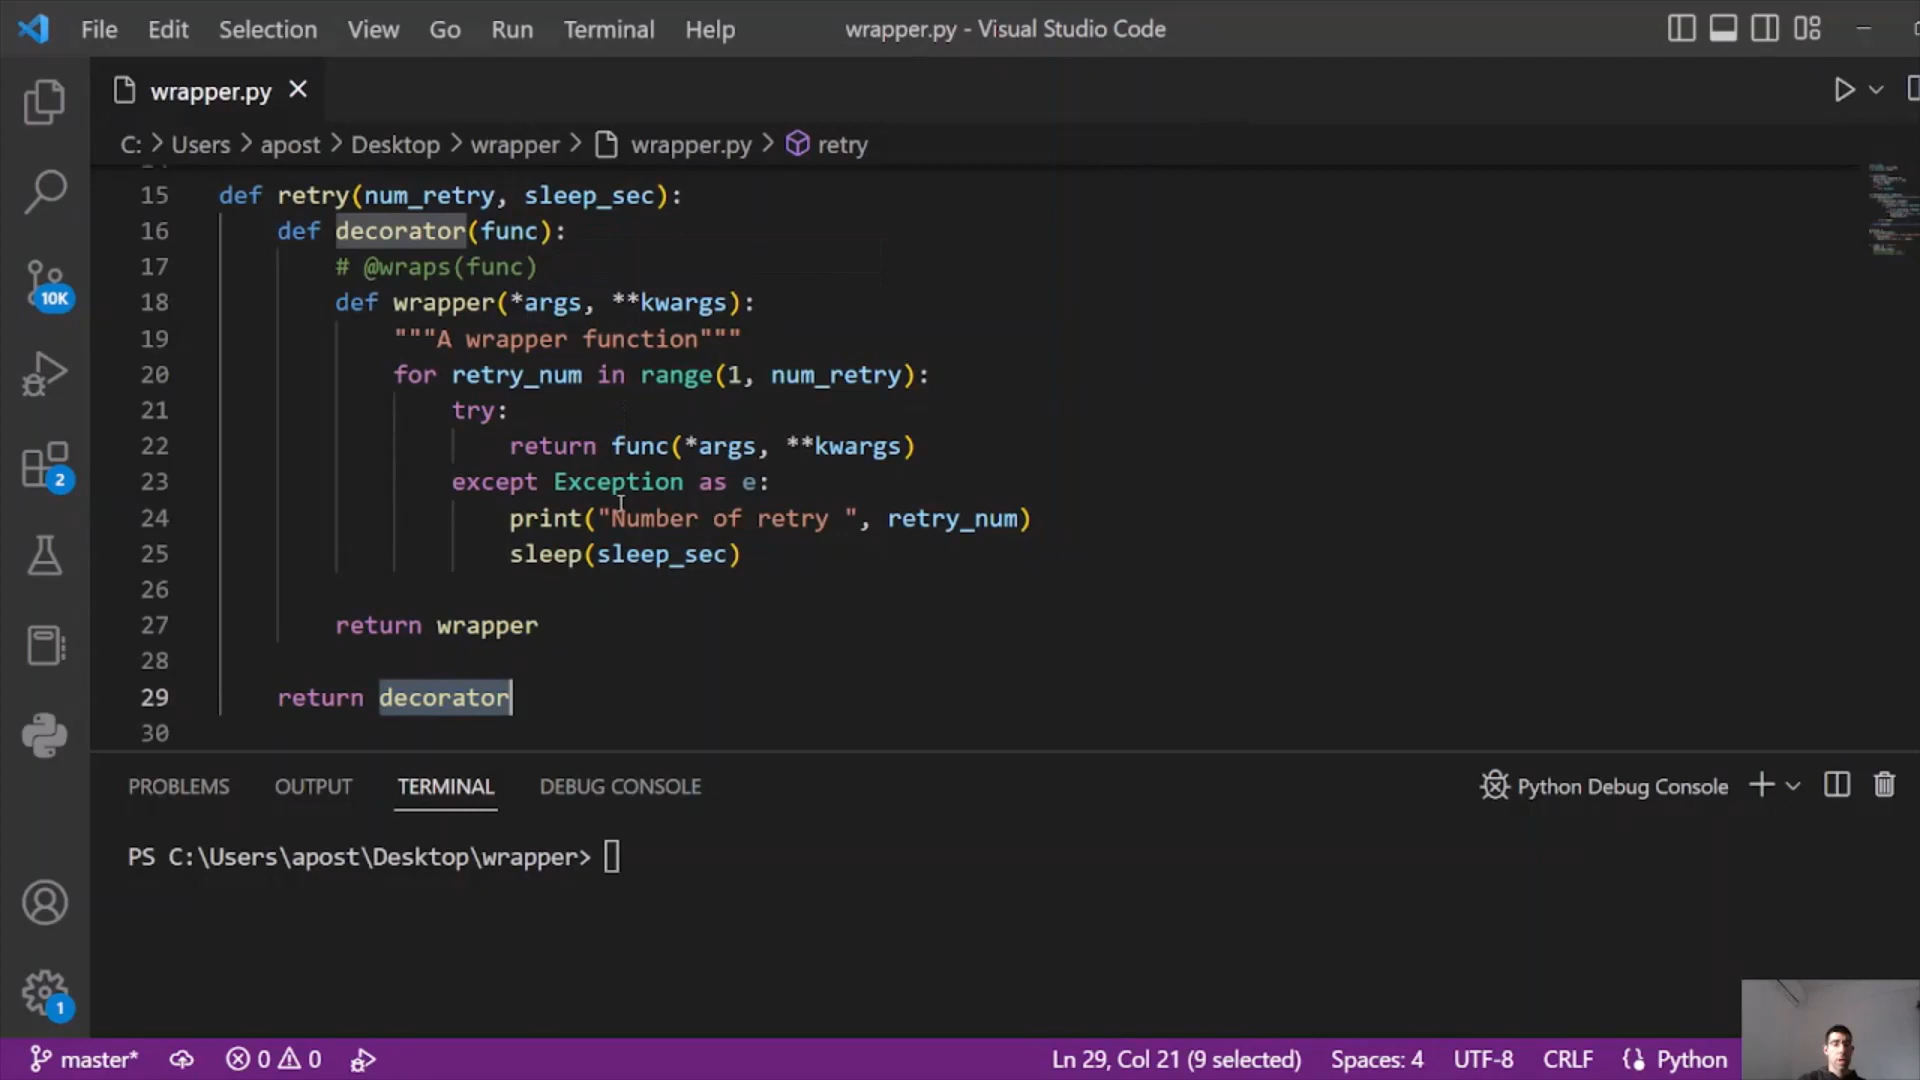 File Edit Selection View Go Run Terminal Help wrapper.py - Visual Studio Code
wrapper.py
C: > Users > apost > Desktop > wrapper > wrapper.py > retry
15 def retry(num_retry, sleep_sec):
16 def decorator(func):
17 # @wraps(func)
18 def wrapper(*args, **kwargs):
19 """A wrapper function"""
20 for retry_num in range(1, num_retry):
21 try:
22 return func(*args, **kwargs)
23 except Exception as e:
24 print("Number of retry ", retry_num)
25 sleep(sleep_sec)
26
27 return wrapper
28
29 return decorator
30
10K
2
1
PROBLEMS OUTPUT TERMINAL DEBUG CONSOLE Python Debug Console
PS C:\Users\apost\Desktop\wrapper>
master* 0 0 Ln 29, Col 21 (9 selected) Spaces: 4 UTF-8 CRLF Python